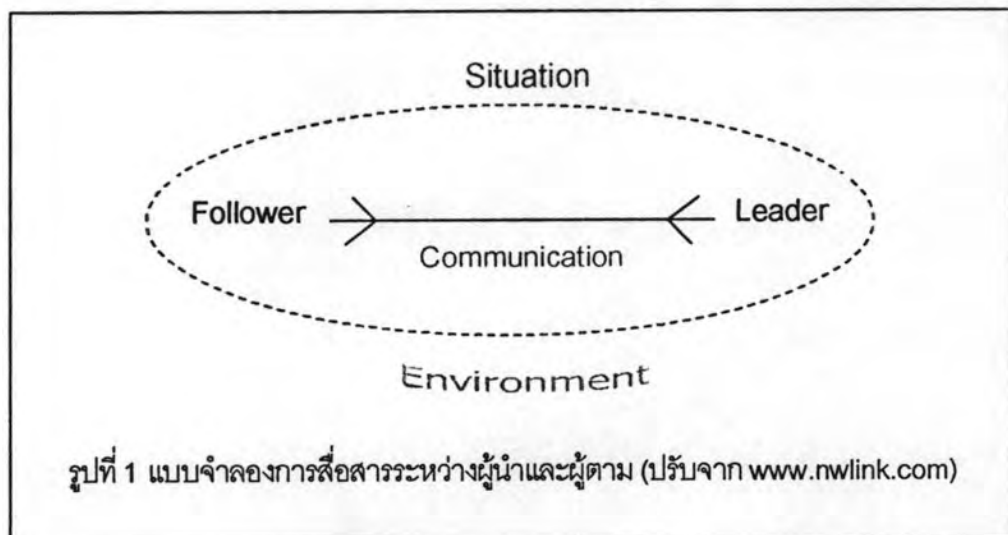 Situation
Follower
Leader
Communication
Environment
รูปที่ 1 แบบจำลองการสื่อสารระหว่างผู้นำและผู้ตาม (ปรับจาก www.nwlink.com)